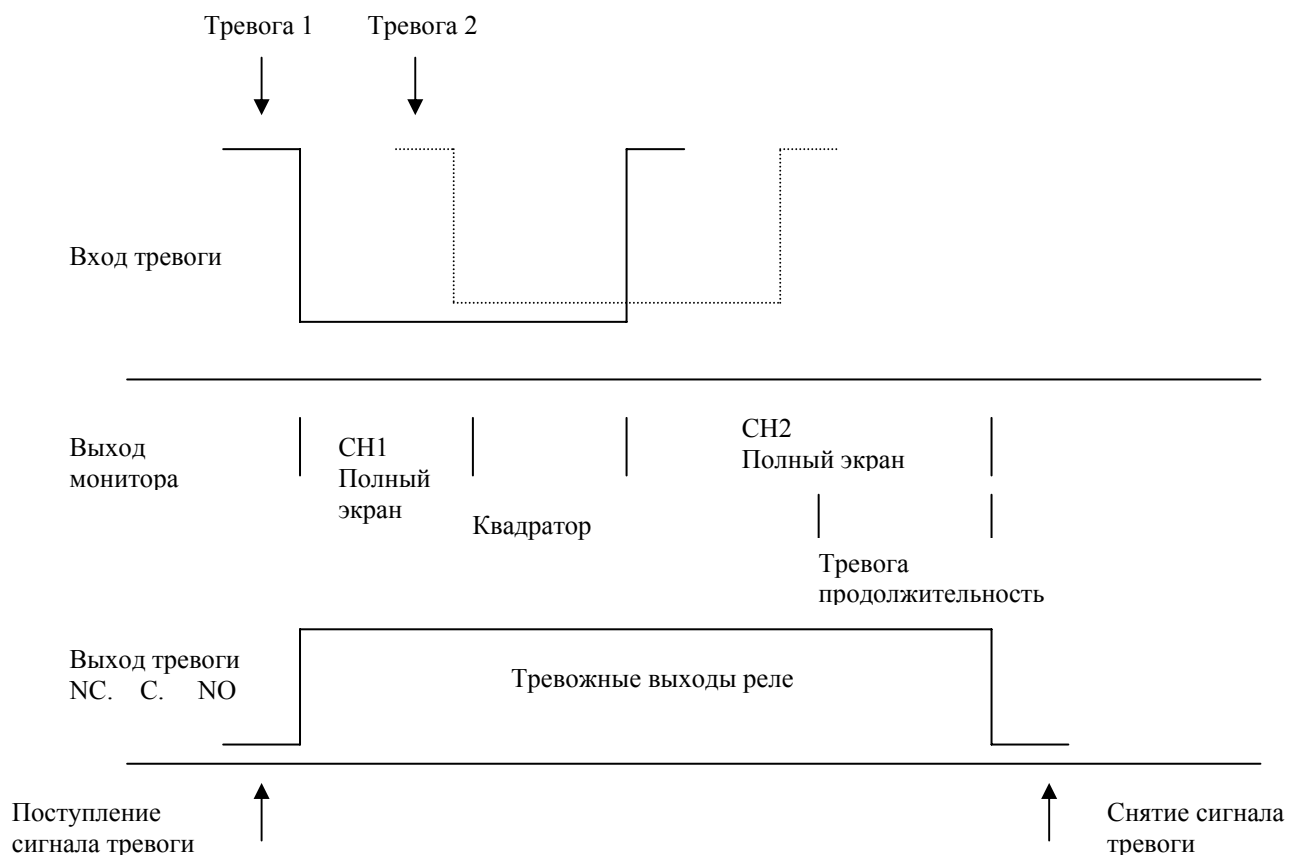 Тревога 1 Тревога 2
Вход тревоги
Выход
монитора
CH1
Полный
экран
Квадратор
CH2
Полный экран
Тревога
продолжительность
Выход тревоги
NC. C. NO
Тревожные выходы реле
Поступление
сигнала тревоги
Снятие сигнала
тревоги